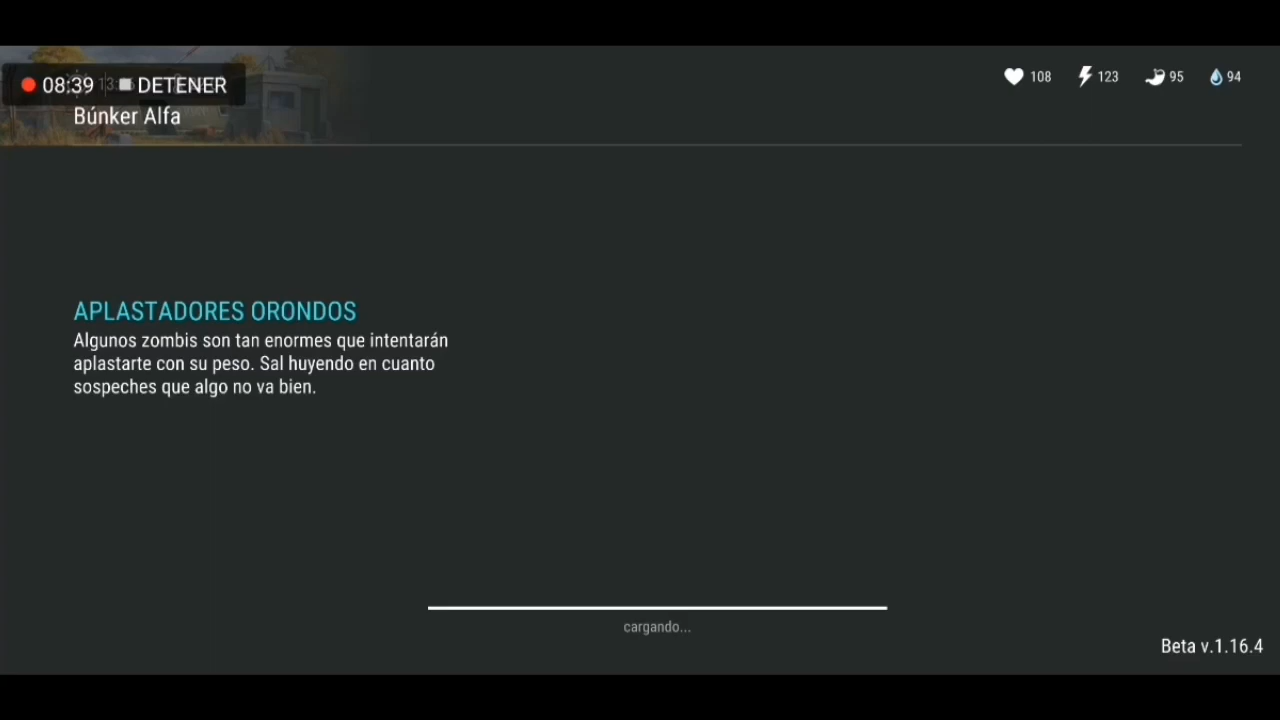 08:39 DETENER
108 123 95 94
Búnker Alfa
APLASTADORES ORONDOS
Algunos zombis son tan enormes que intentarán
aplastarte con su peso. Sal huyendo en cuanto
sospeches que algo no va bien.
cargando...
Beta v.1.16.4